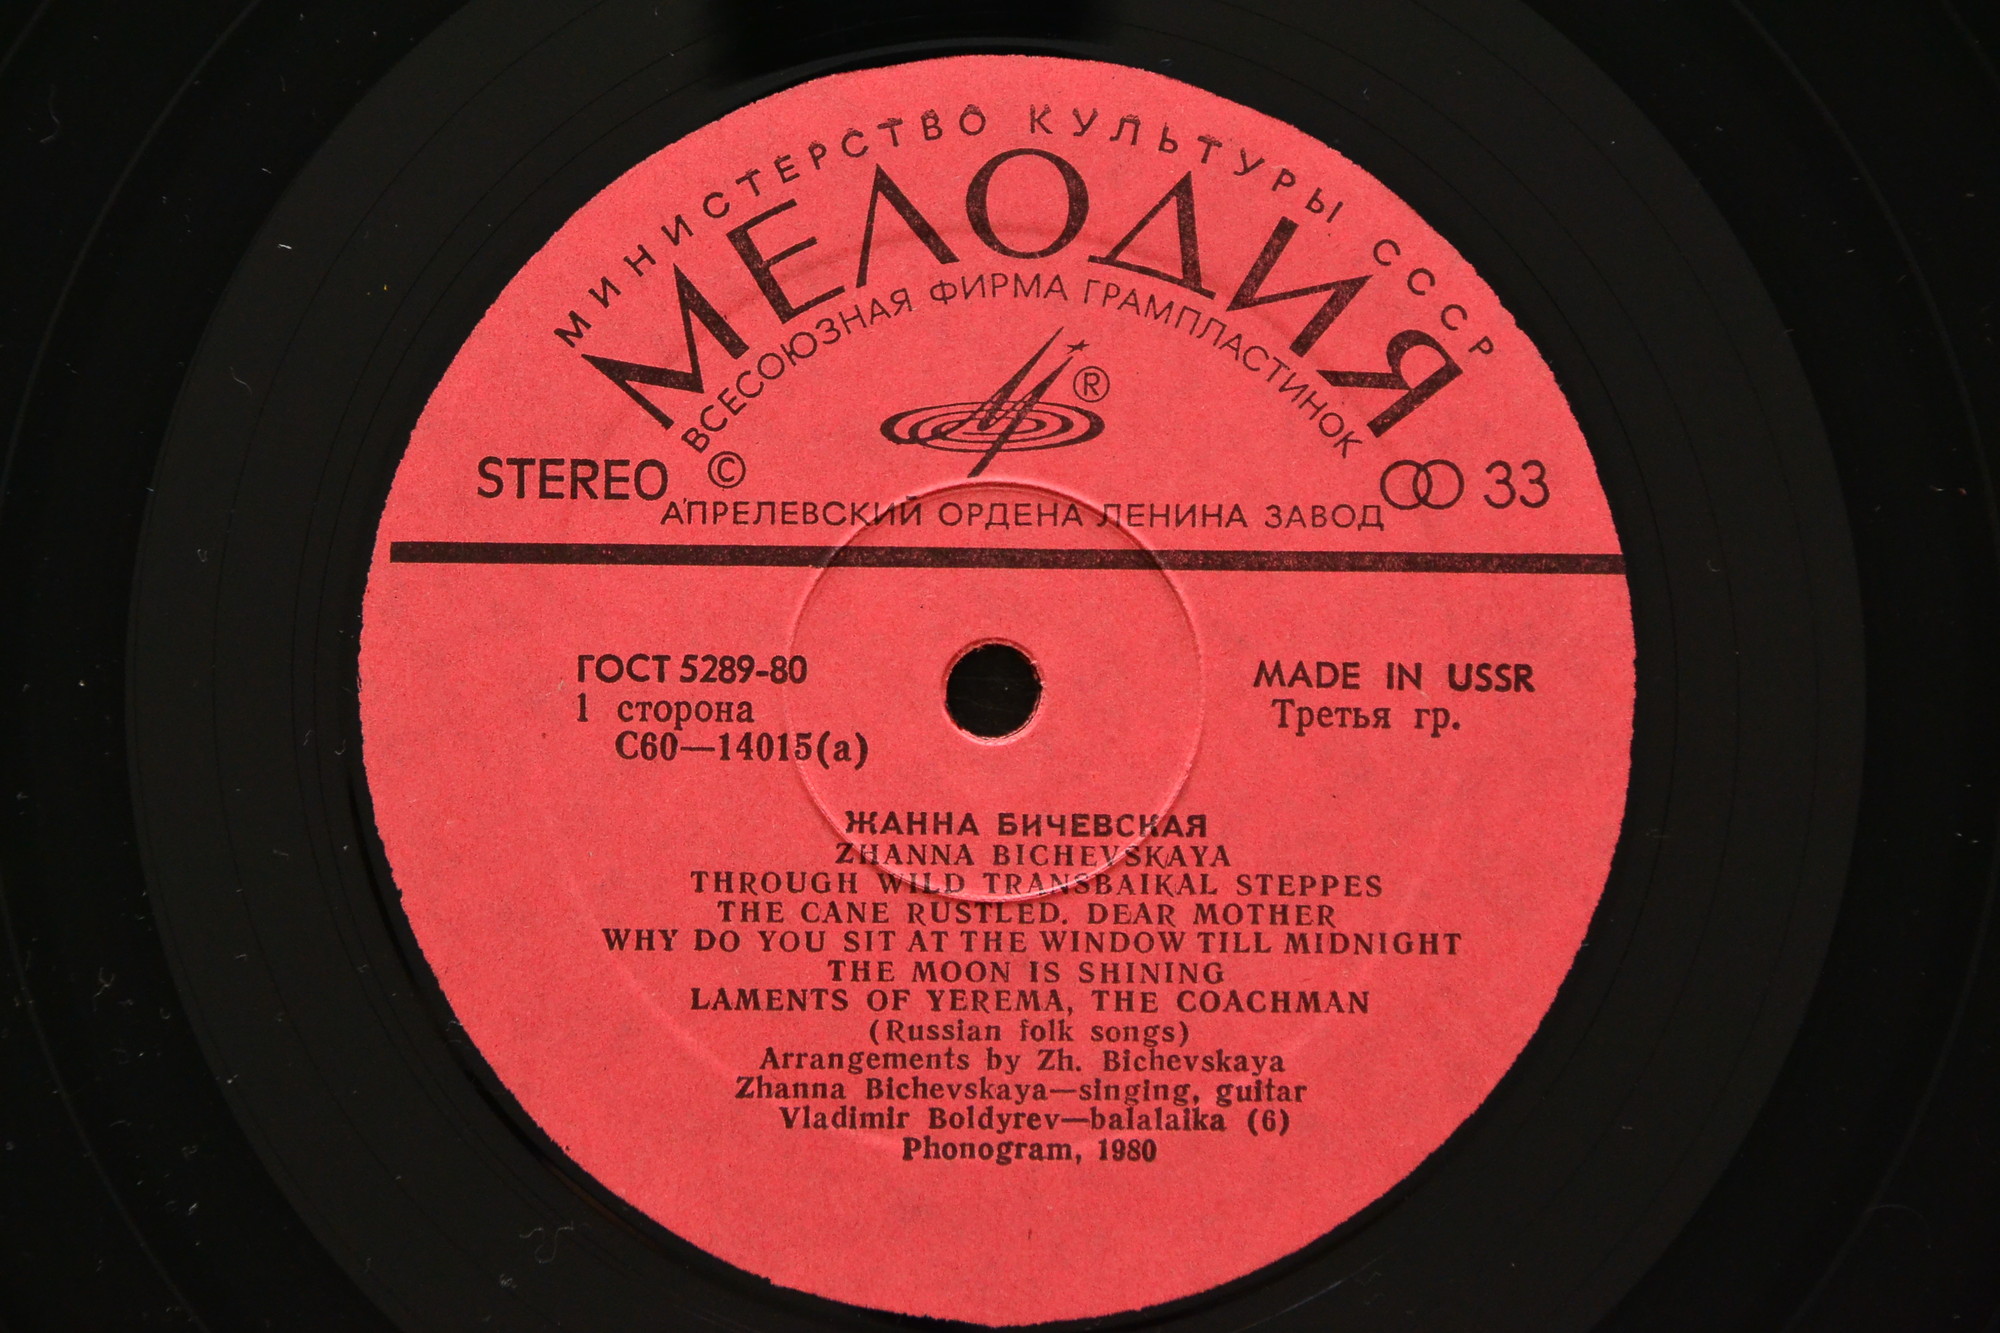 МИНИСТЕРСТВО КУЛЬТУРЫ СССР
МЕЛОДИЯ
ВСЕСОЮЗНАЯ ФИРМА ГРАМПЛАСТИНОК
®
STEREO © 33
АПРЕЛЕВСКИЙ ОРДЕНА ЛЕНИНА ЗАВОД
ГОСТ 5289-80
1 сторона
С60—14015(а)
MADE IN USSR
Третья гр.
ЖАННА БИЧЕВСКАЯ
ZHANNA BICHEVSKAYA
THROUGH WILD TRANSBAIKAL STEPPES
THE CANE RUSTLED. DEAR MOTHER
WHY DO YOU SIT AT THE WINDOW TILL MIDNIGHT
THE MOON IS SHINING
LAMENTS OF YEREMA, THE COACHMAN
(Russian folk songs)
Arrangements by Zh. Bichevskaya
Zhanna Bichevskaya—singing, guitar
Vladimir Boldyrev—balalaika (6)
Phonogram, 1980